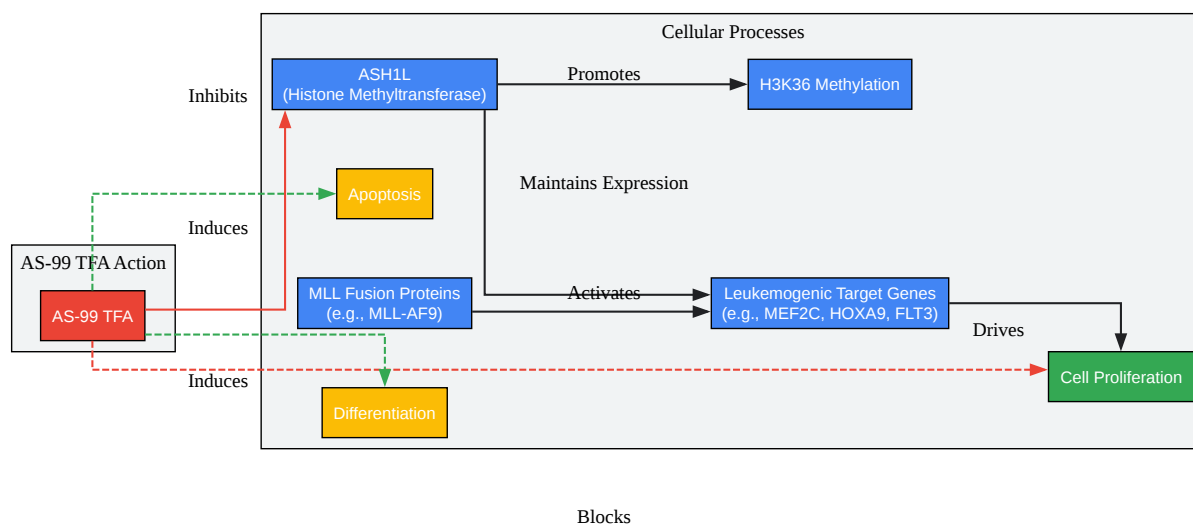 Cellular Processes
ASH1L
(Histone Methyltransferase)
Promotes
H3K36 Methylation
Inhibits
Maintains Expression
Apoptosis
Induces
AS-99 TFA Action
AS-99 TFA
MLL Fusion Proteins
(e.g., MLL-AF9)
Activates
Leukemogenic Target Genes
(e.g., MEF2C, HOXA9, FLT3)
Drives
Induces
Cell Proliferation
Differentiation
Blocks